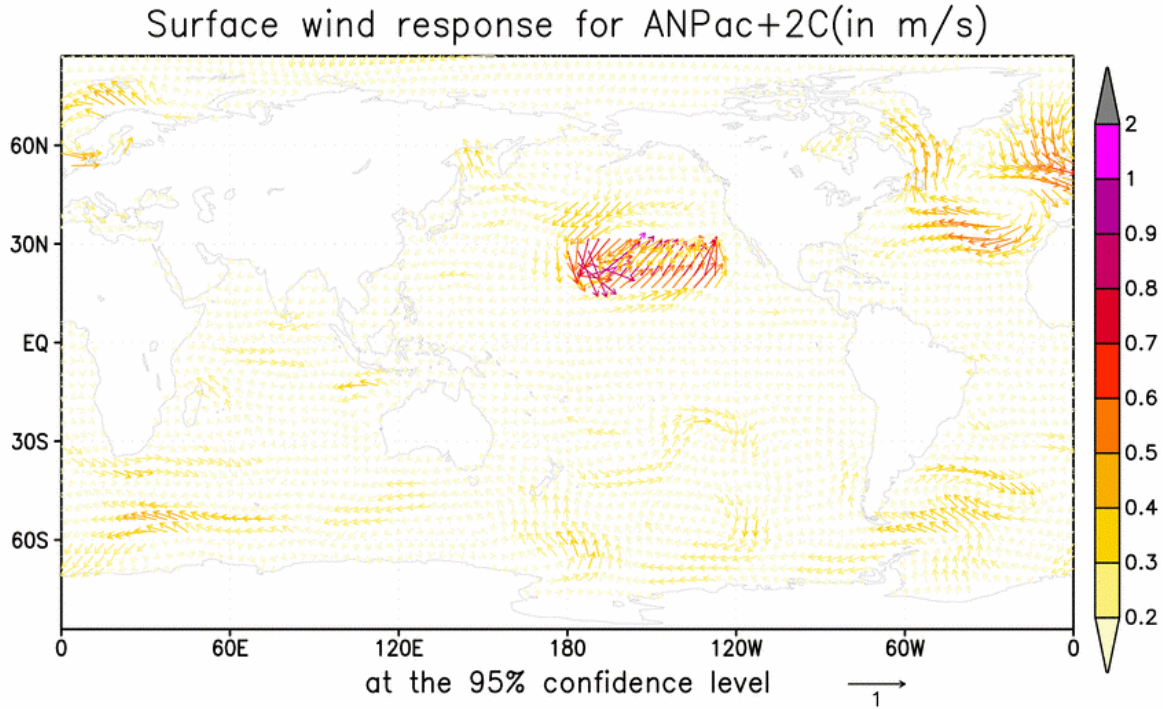 Surface wind response for ANPac+2C(in m/s)
60N
30N
EQ
30S
60S
0 60E 120E 180 120W 60W 0
2
1
0.9
0.8
0.7
0.6
0.5
0.4
0.3
0.2
at the 95% confidence level
1